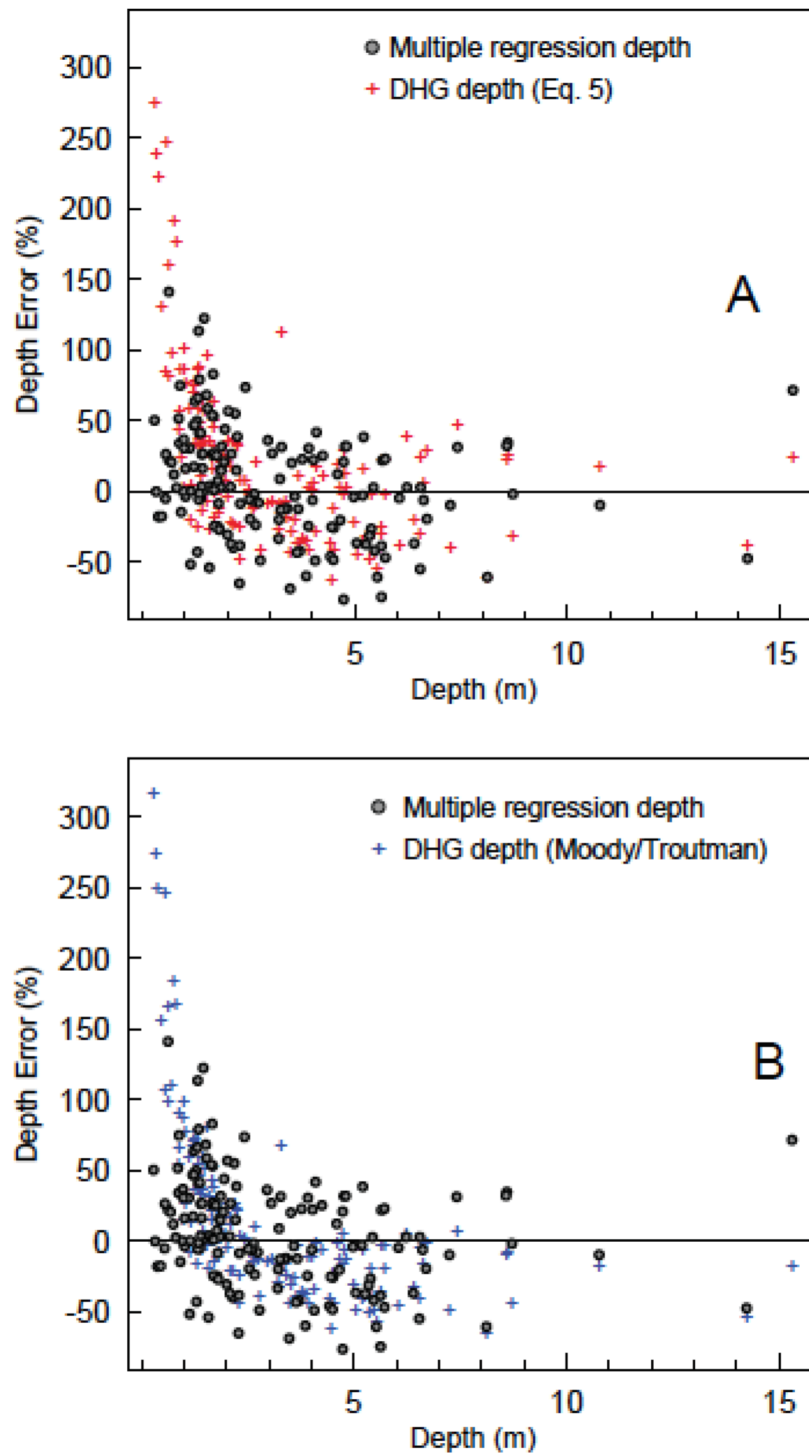 300
250
200
150
100
50
0
-50
Depth Error (%)
Multiple regression depth
DHG depth (Eq. 5)
A
5
10
15
Depth (m)
300
250
200
150
100
50
0
-50
Depth Error (%)
Multiple regression depth
DHG depth (Moody/Troutman)
B
5
10
15
Depth (m)